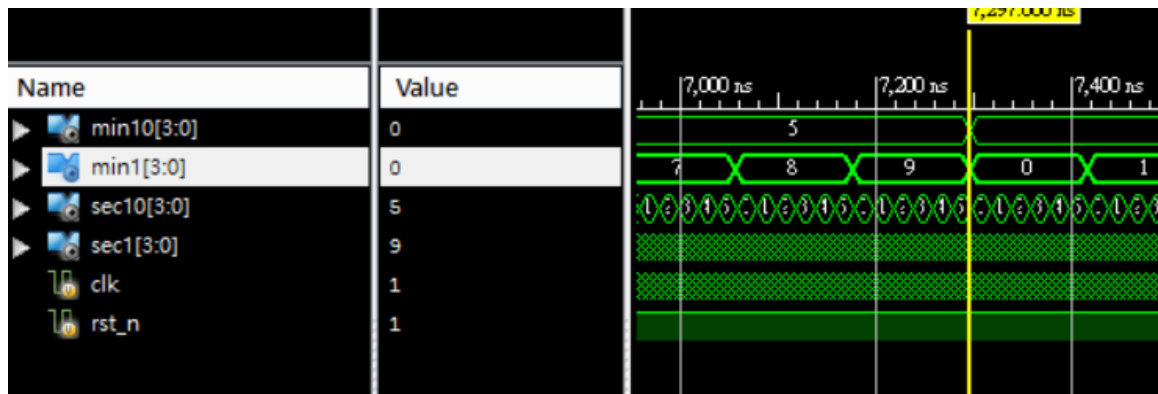 7,297.000 ns
Name Value
7,000 ns 7,200 ns 7,400 ns
min10[3:0] 0 5
min1[3:0] 0 7 8 9 0 1
sec10[3:0] 5
sec1[3:0] 9
clk 1
rst_n 1